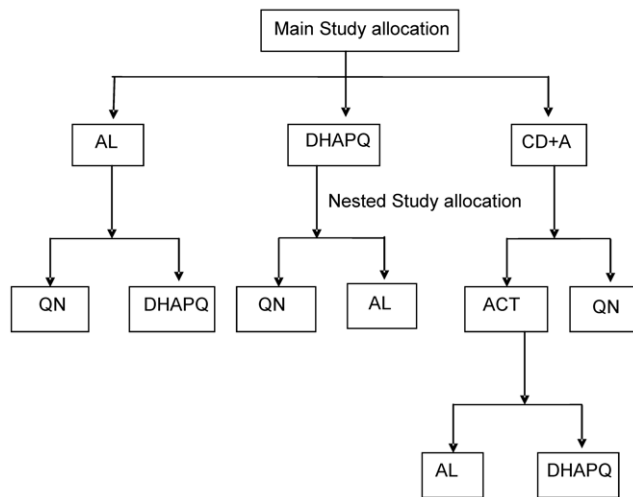 Main Study allocation
AL
DHAPQ
CD+A
Nested Study allocation
QN
DHAPQ
QN
AL
ACT
QN
AL
DHAPQ